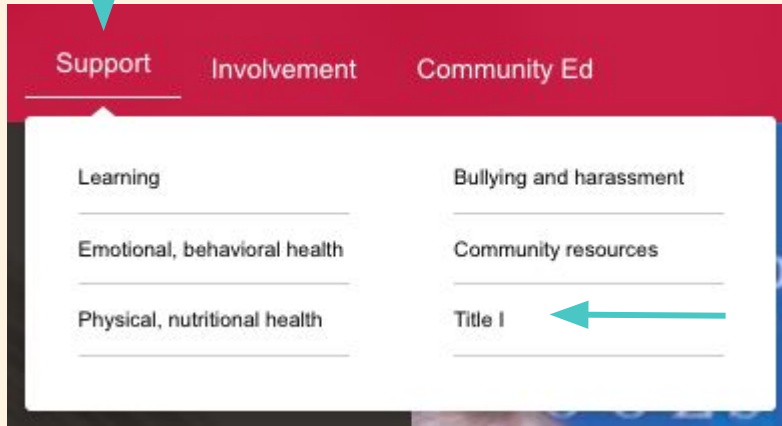 Support
Involvement
Community Ed
Learning
Bullying and harassment
Emotional, behavioral health
Community resources
Physical, nutritional health
Title I